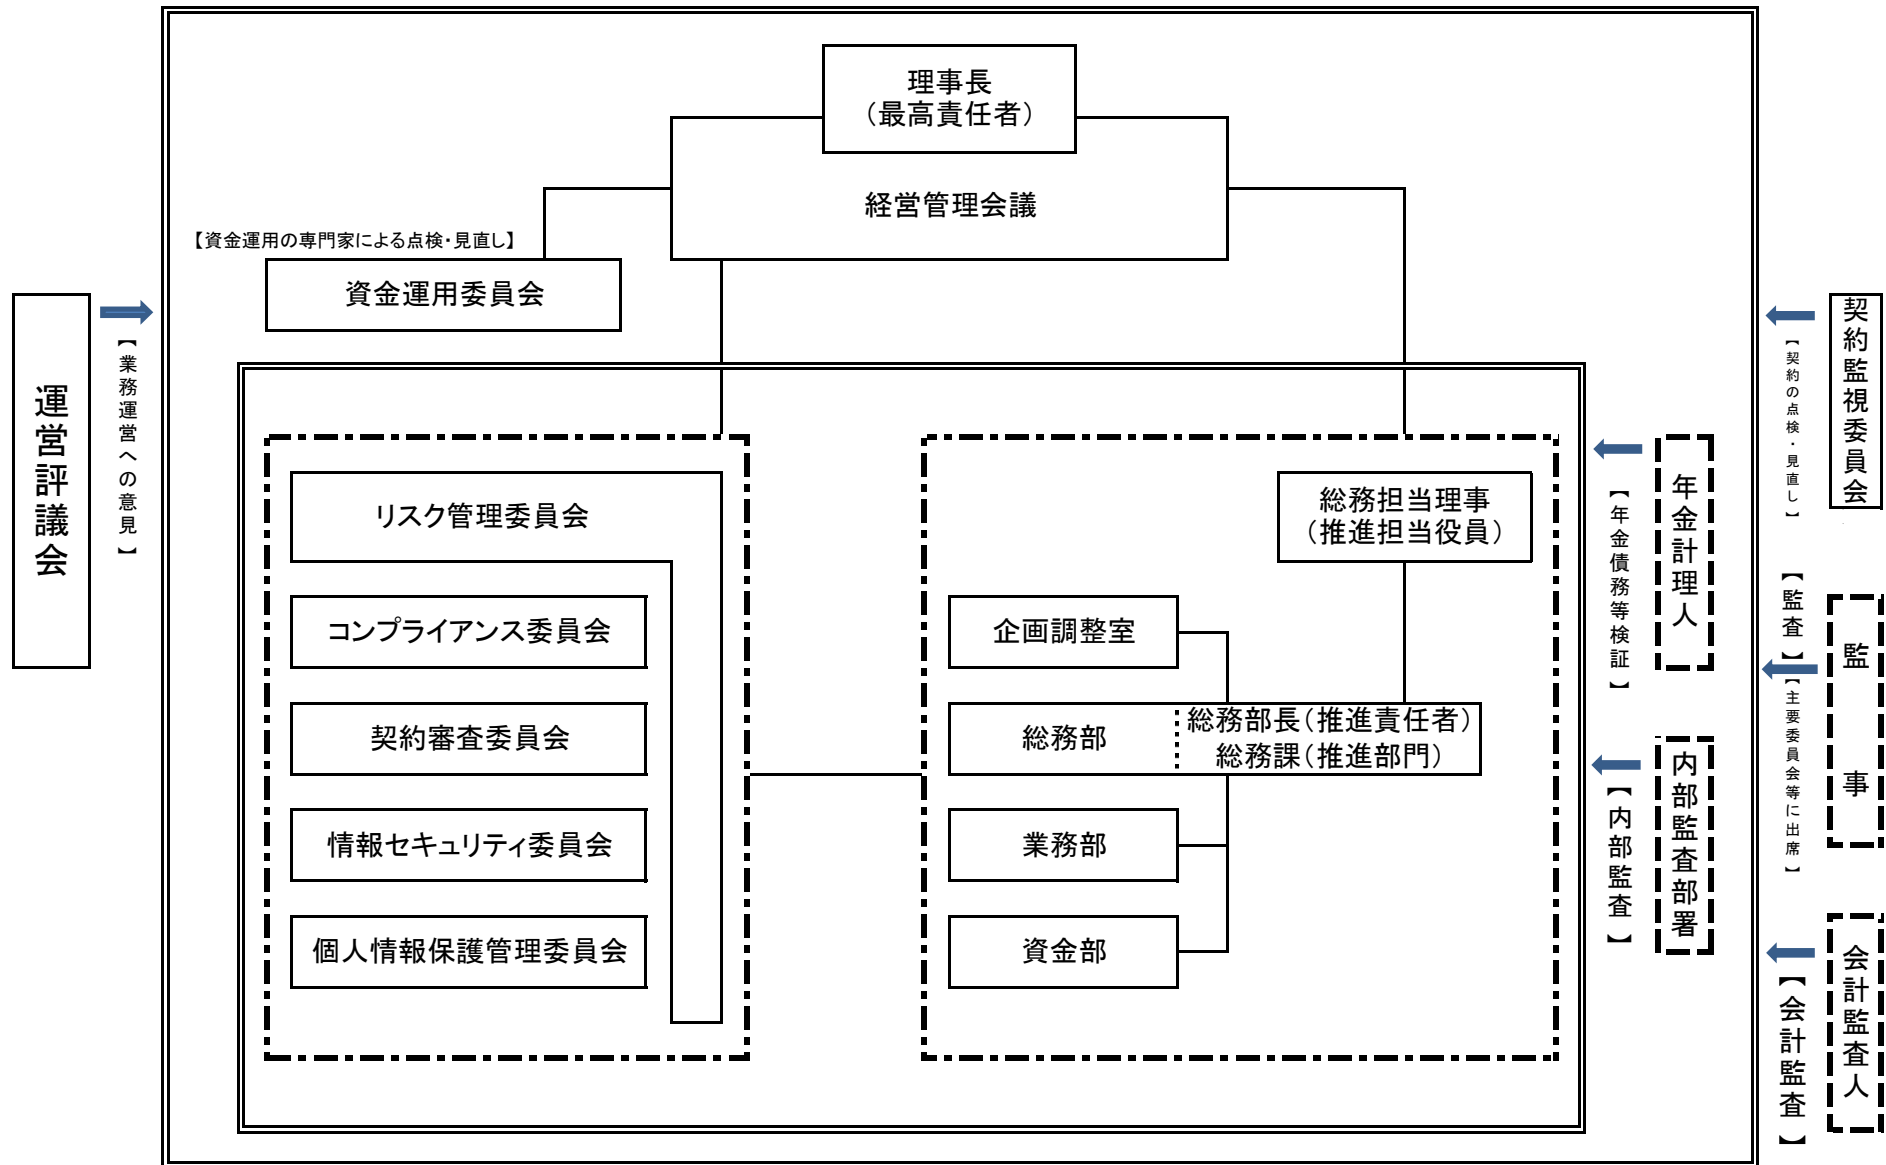 理事長
（最高責任者）
経営管理会議
【資金運用の専門家による点検・見直し】
資金運用委員会
運営評議会
【業務運営への意見】
リスク管理委員会
コンプライアンス委員会
契約審査委員会
情報セキュリティ委員会
個人情報保護管理委員会
総務担当理事
（推進担当役員）
企画調整室
総務部
総務部長（推進責任者）
総務課（推進部門）
業務部
資金部
年金計理人
【年金債務等検証】
内部監査部署
【内部監査】
契約監視委員会
【契約の点検・見直し】
監事
【監査】
【主要委員会等に出席】
会計監査人
【会計監査】